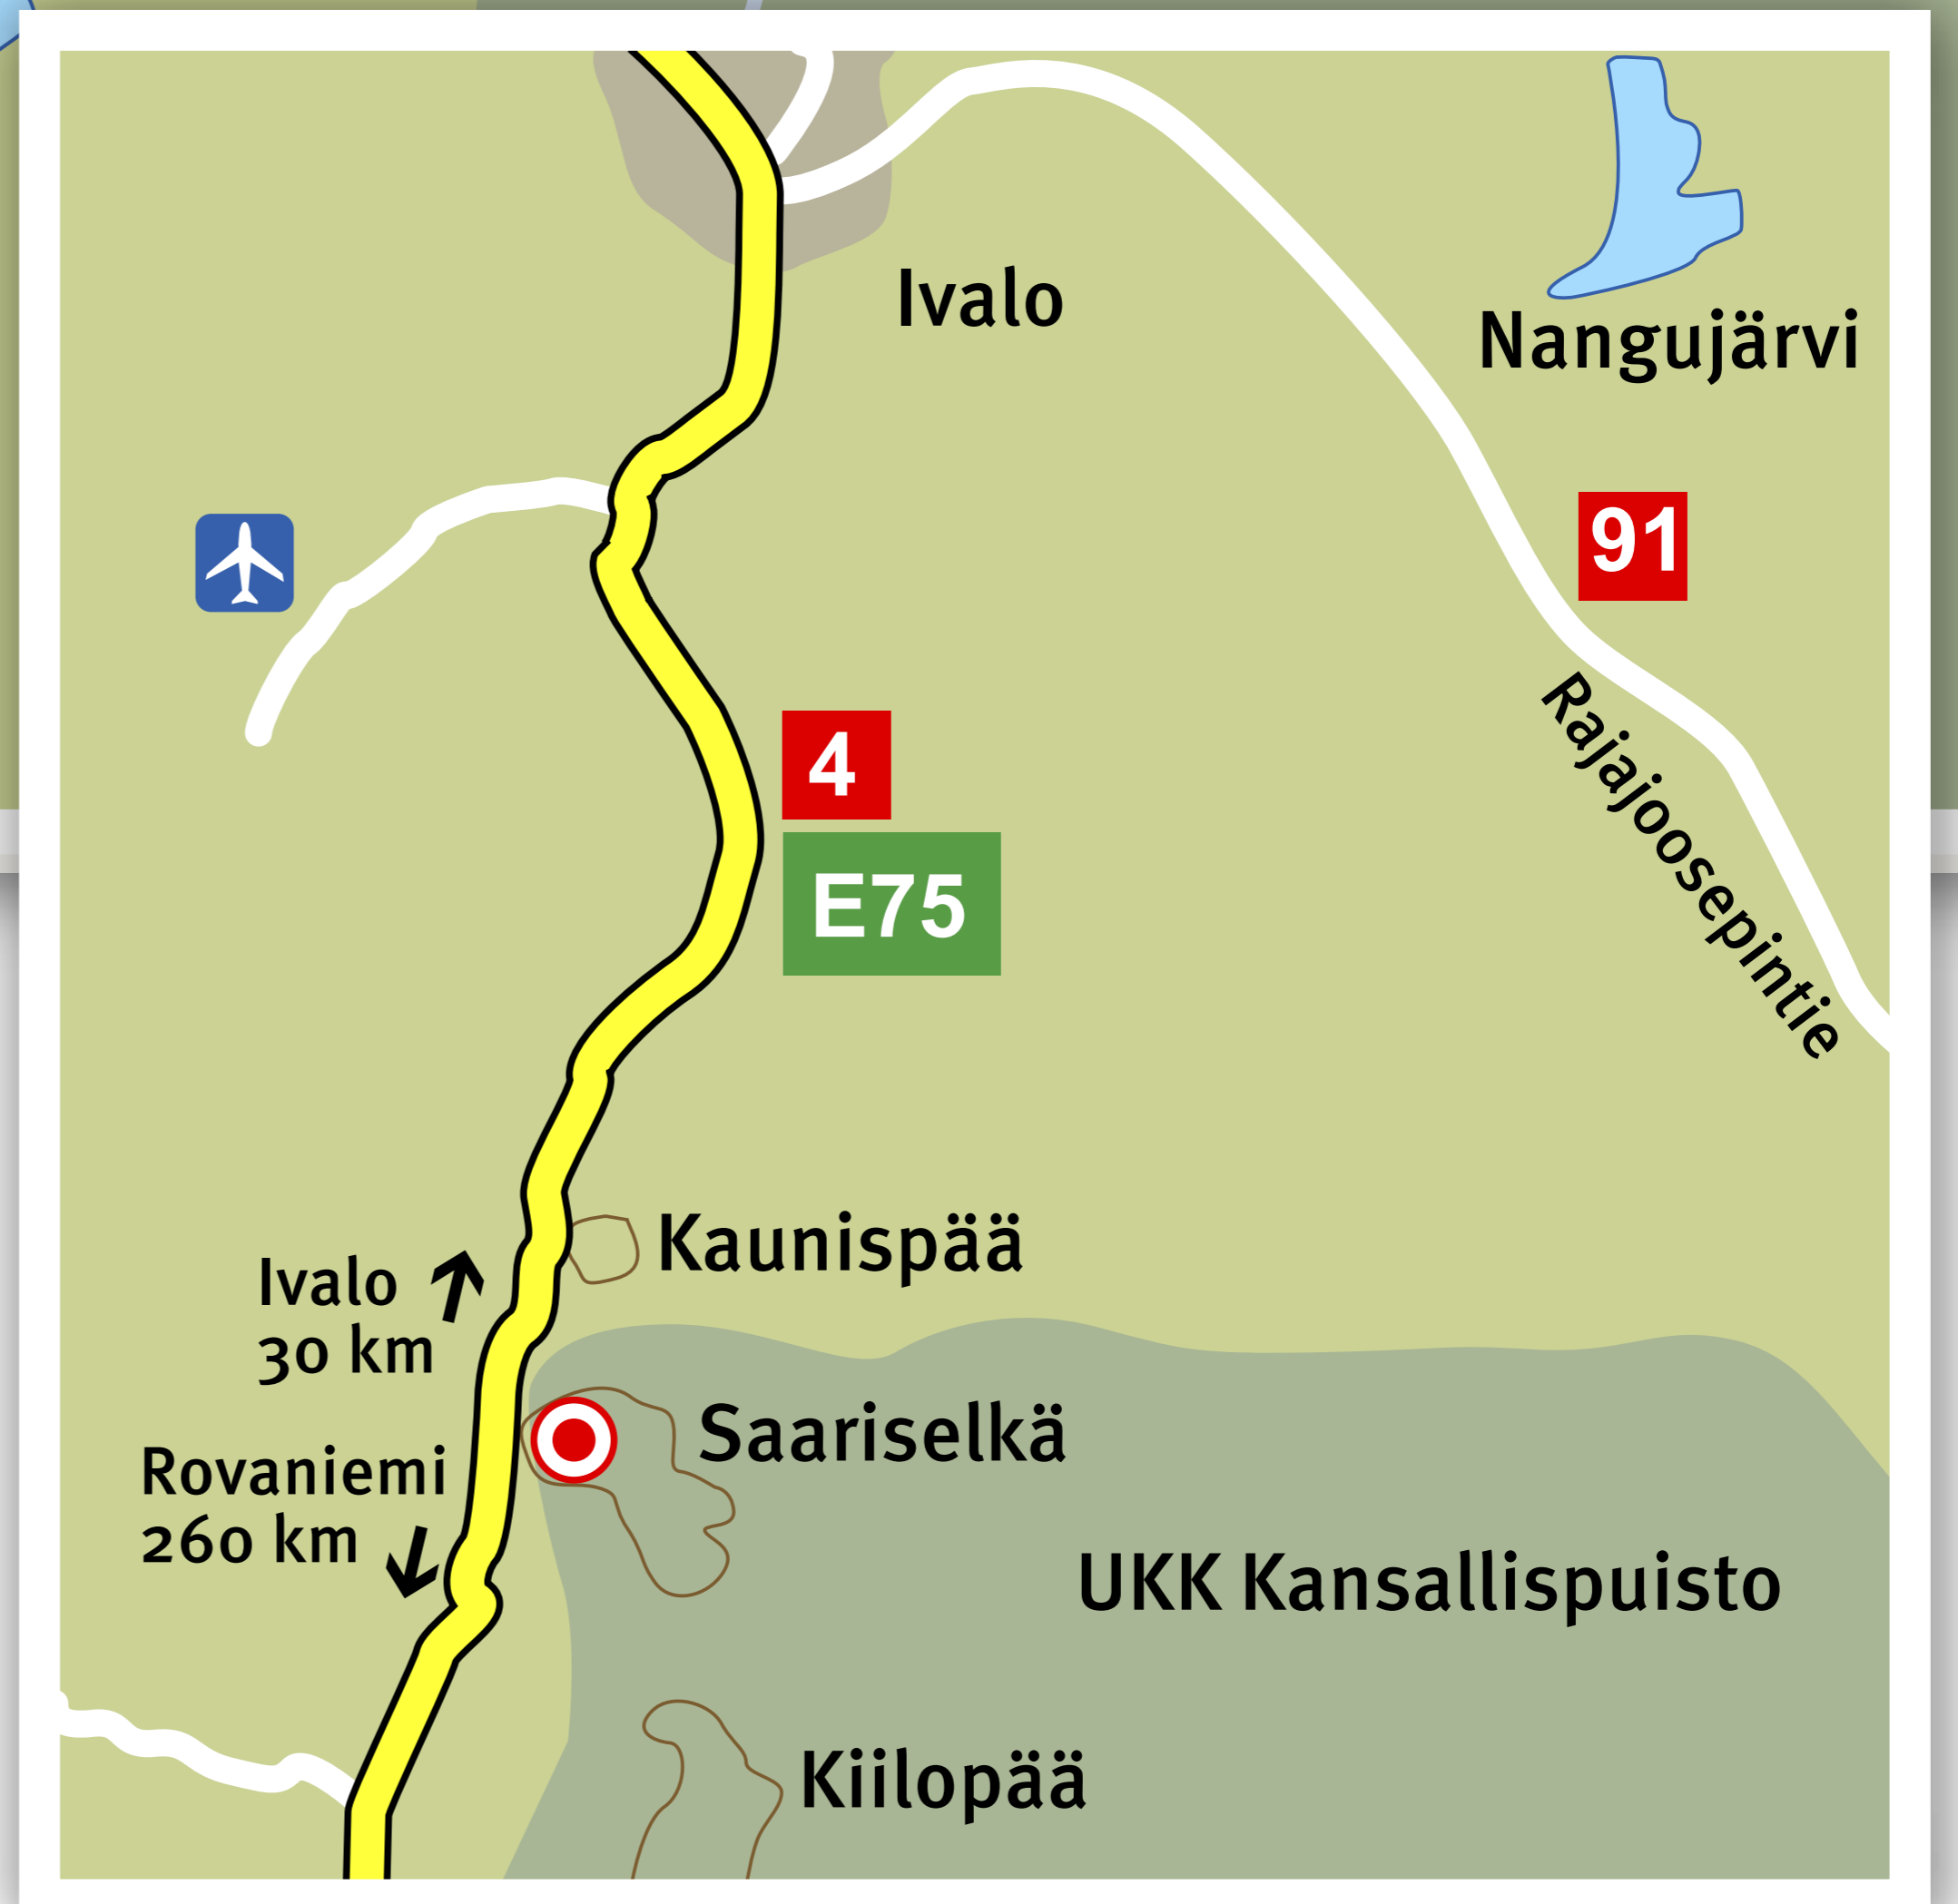 Ivalo
Nangujärvi
91
Rajajoosepintie
4
E75
Kaunispää
Ivalo
30 km
Saariselkä
Rovaniemi
260 km
UKK Kansallispuisto
Kiilopää